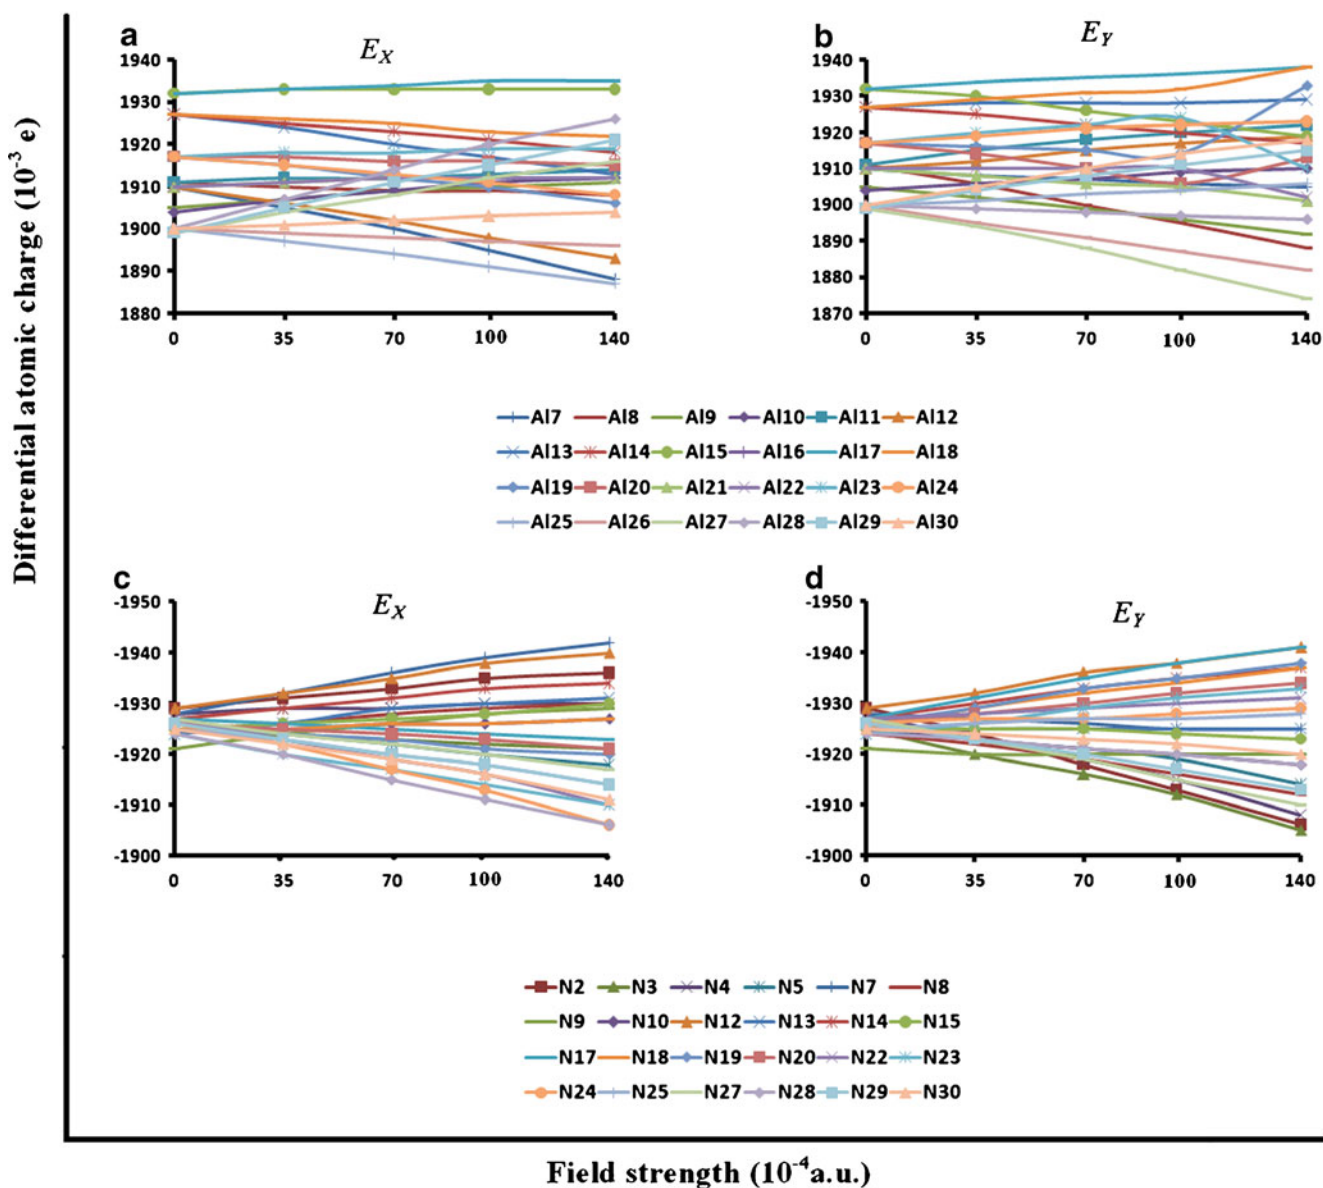 Differential atomic charge (10⁻³ e)
a
E_X
1940
1930
1920
1910
1900
1890
1880
0 35 70 100 140
b
E_Y
1940
1930
1920
1910
1900
1890
1880
1870
0 35 70 100 140
Al7 Al8 Al9 Al10 Al11 Al12
Al13 Al14 Al15 Al16 Al17 Al18
Al19 Al20 Al21 Al22 Al23 Al24
Al25 Al26 Al27 Al28 Al29 Al30
c
E_X
-1950
-1940
-1930
-1920
-1910
-1900
0 35 70 100 140
d
E_Y
-1950
-1940
-1930
-1920
-1910
-1900
0 35 70 100 140
N2 N3 N4 N5 N7 N8
N9 N10 N12 N13 N14 N15
N17 N18 N19 N20 N22 N23
N24 N25 N27 N28 N29 N30
Field strength (10⁻⁴a.u.)